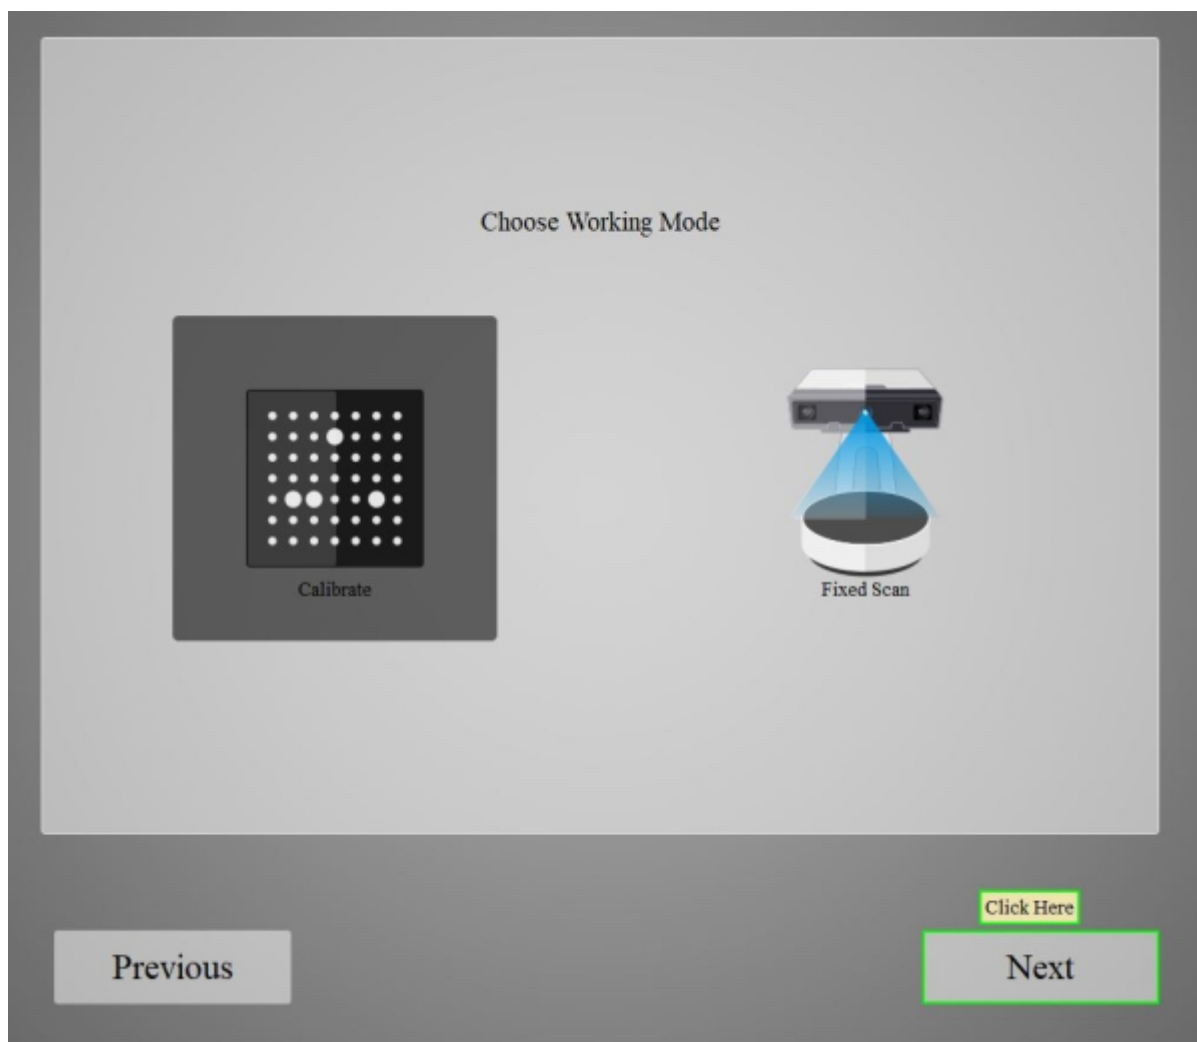 Choose Working Mode
Calibrate
Fixed Scan
Click Here
Previous
Next